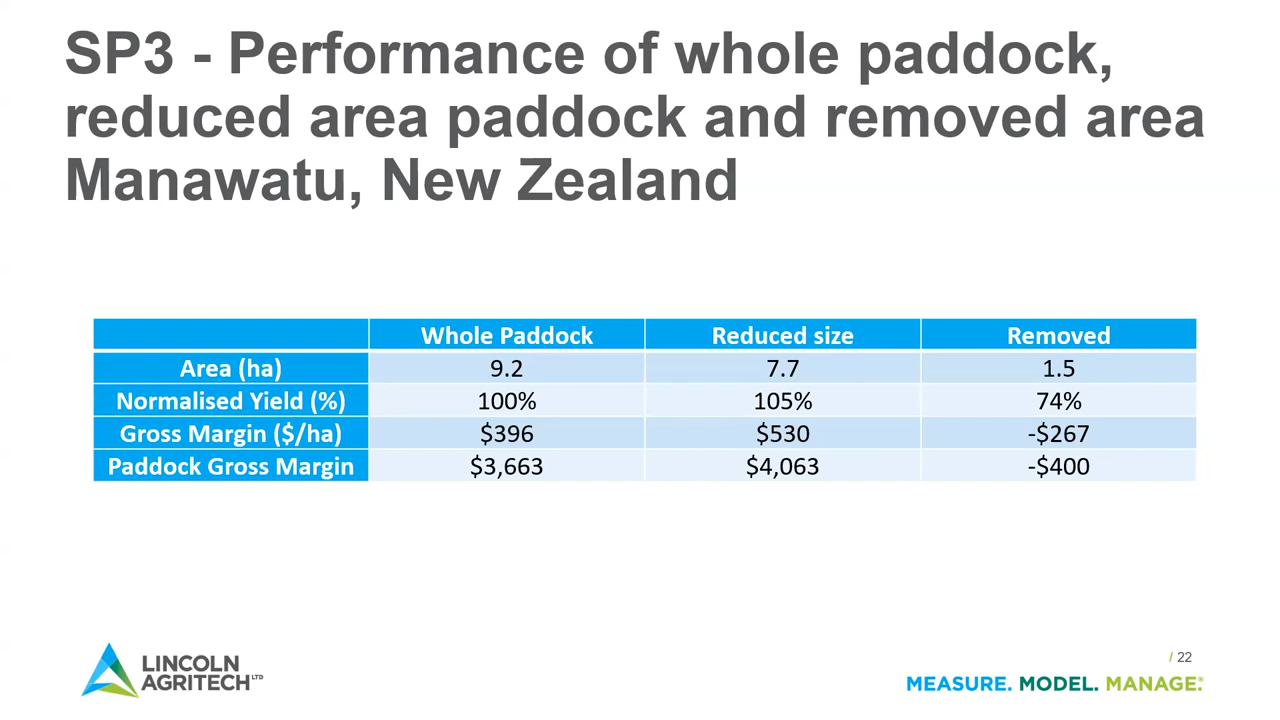 SP3 - Performance of whole paddock,
reduced area paddock and removed area
Manawatu, New Zealand
Whole Paddock Reduced size Removed
Area (ha) 9.2 7.7 1.5
Normalised Yield (%) 100% 105% 74%
Gross Margin ($/ha) $396 $530 -$267
Paddock Gross Margin $3,663 $4,063 -$400
LINCOLN
AGRITECH LTD
/ 22
MEASURE. MODEL. MANAGE.®